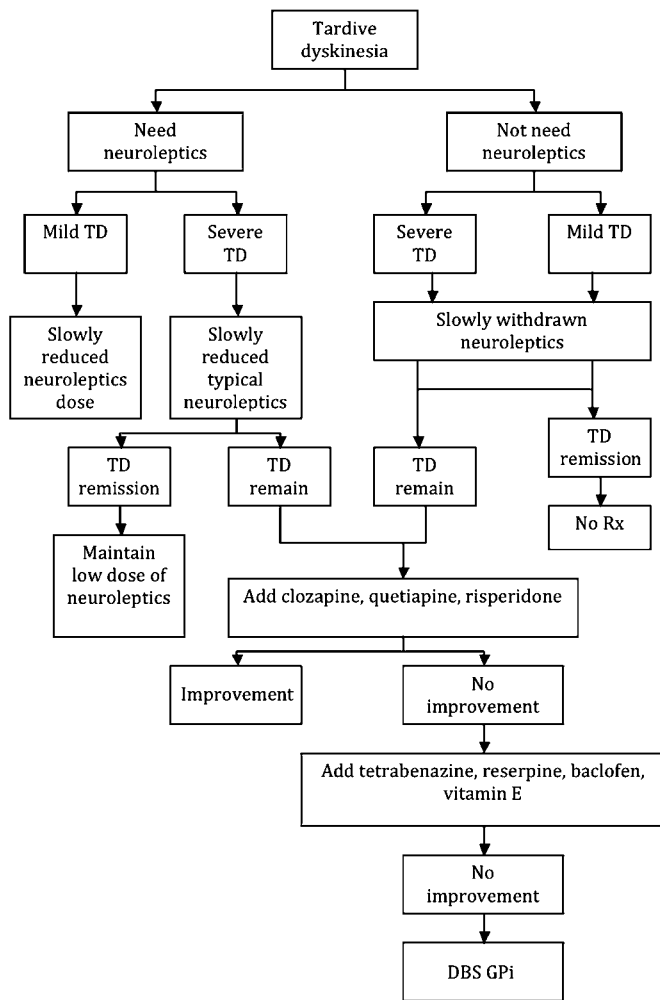 Tardive
dyskinesia
Need
neuroleptics
Not need
neuroleptics
Mild TD
Severe
TD
Severe
TD
Mild TD
Slowly
reduced
neuroleptics
dose
Slowly
reduced
typical
neuroleptics
Slowly withdrawn
neuroleptics
TD
remission
TD
remain
TD
remain
TD
remission
No Rx
Maintain
low dose of
neuroleptics
Add clozapine, quetiapine, risperidone
Improvement
No
improvement
Add tetrabenazine, reserpine, baclofen,
vitamin E
No
improvement
DBS GPi